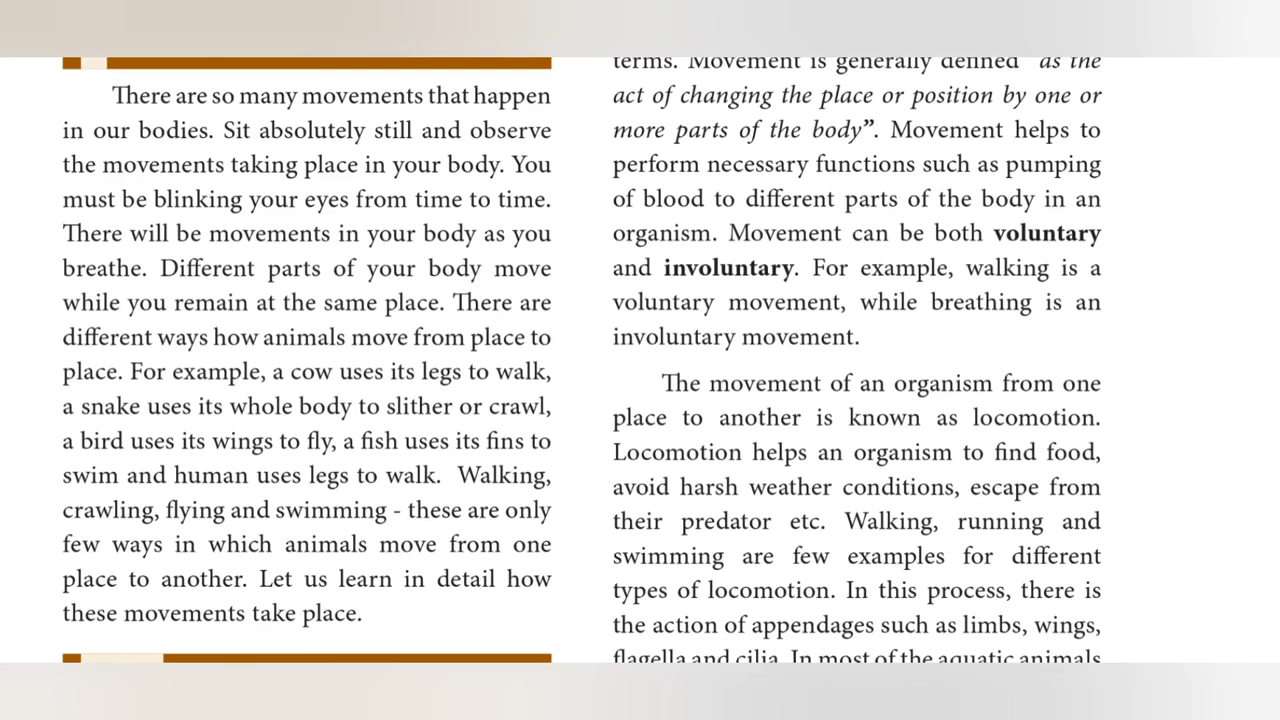 There are so many movements that happen
in our bodies. Sit absolutely still and observe
the movements taking place in your body. You
must be blinking your eyes from time to time.
There will be movements in your body as you
breathe. Different parts of your body move
while you remain at the same place. There are
different ways how animals move from place to
place. For example, a cow uses its legs to walk,
a snake uses its whole body to slither or crawl,
a bird uses its wings to fly, a fish uses its fins to
swim and human uses legs to walk. Walking,
crawling, flying and swimming - these are only
few ways in which animals move from one
place to another. Let us learn in detail how
these movements take place.
terms. Movement is generally defined as the
act of changing the place or position by one or
more parts of the body”. Movement helps to
perform necessary functions such as pumping
of blood to different parts of the body in an
organism. Movement can be both voluntary
and involuntary. For example, walking is a
voluntary movement, while breathing is an
involuntary movement.
The movement of an organism from one
place to another is known as locomotion.
Locomotion helps an organism to find food,
avoid harsh weather conditions, escape from
their predator etc. Walking, running and
swimming are few examples for different
types of locomotion. In this process, there is
the action of appendages such as limbs, wings,
flagella and cilia. In most of the aquatic animals